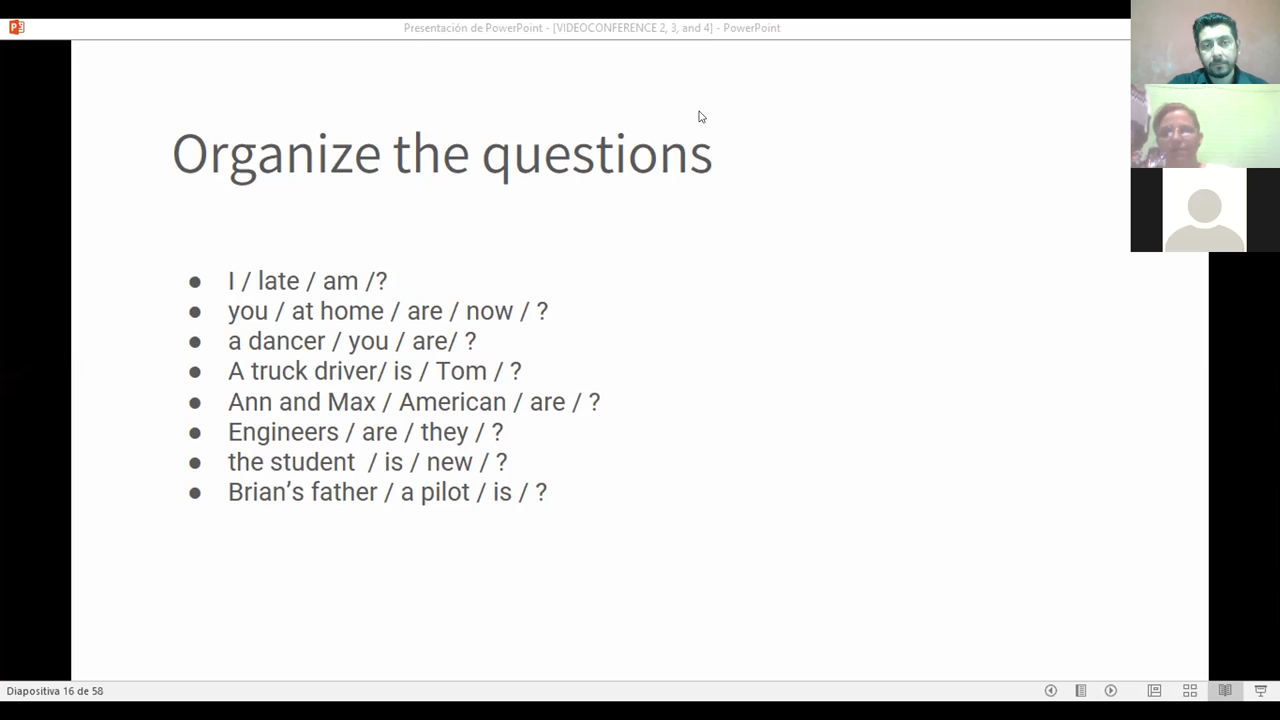 Presentación de PowerPoint - [VIDEOCONFERENCE 2, 3, and 4] - PowerPoint
Organize the questions
● I / late / am /?
● you / at home / are / now / ?
● a dancer / you / are/ ?
● A truck driver/ is / Tom / ?
● Ann and Max / American / are / ?
● Engineers / are / they / ?
● the student / is / new / ?
● Brian’s father / a pilot / is / ?
Diapositiva 16 de 58